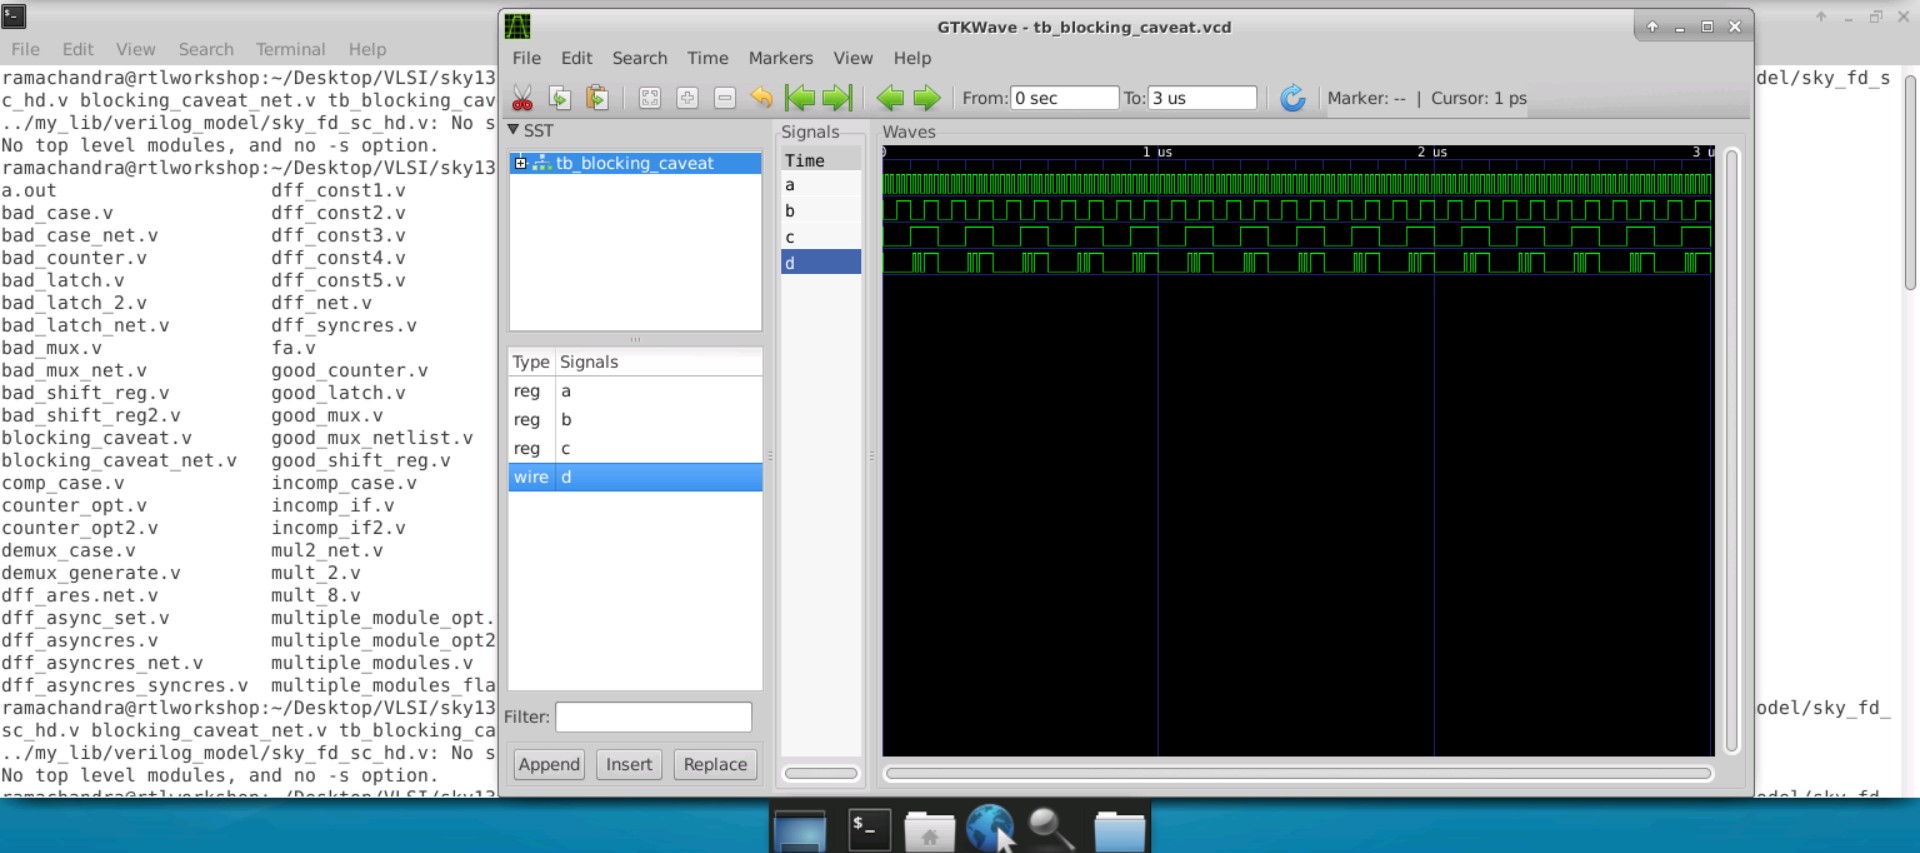 File Edit View Search Terminal Help
ramachandra@rtlworkshop:~/Desktop/VLSI/sky13
c_hd.v blocking_caveat_net.v tb_blocking_cav
../my_lib/verilog_model/sky_fd_sc_hd.v: No s
No top level modules, and no -s option.
ramachandra@rtlworkshop:~/Desktop/VLSI/sky13
a.out dff_const1.v
bad_case.v dff_const2.v
bad_case_net.v dff_const3.v
bad_counter.v dff_const4.v
bad_latch.v dff_const5.v
bad_latch_2.v dff_net.v
bad_latch_net.v dff_syncres.v
bad_mux.v fa.v
bad_mux_net.v good_counter.v
bad_shift_reg.v good_latch.v
bad_shift_reg2.v good_mux.v
blocking_caveat.v good_mux_netlist.v
blocking_caveat_net.v good_shift_reg.v
comp_case.v incomp_case.v
counter_opt.v incomp_if.v
counter_opt2.v incomp_if2.v
demux_case.v mul2_net.v
demux_generate.v mult_2.v
dff_ares.net.v mult_8.v
dff_async_set.v multiple_module_opt.
dff_asyncres.v multiple_module_opt2
dff_asyncres_net.v multiple_modules.v
dff_asyncres_syncres.v multiple_modules_fla
ramachandra@rtlworkshop:~/Desktop/VLSI/sky13
sc_hd.v blocking_caveat_net.v tb_blocking_ca
../my_lib/verilog_model/sky_fd_sc_hd.v: No s
No top level modules, and no -s option.
GTKWave - tb_blocking_caveat.vcd
File Edit Search Time Markers View Help
From: 0 sec To: 3 us Marker: -- | Cursor: 1 ps
SST
tb_blocking_caveat
Type Signals
reg a
reg b
reg c
wire d
Filter:
Append Insert Replace
Signals
Time
a
b
c
d
Waves
0 1 us 2 us 3 u
del/sky_fd_s
odel/sky_fd_
$_